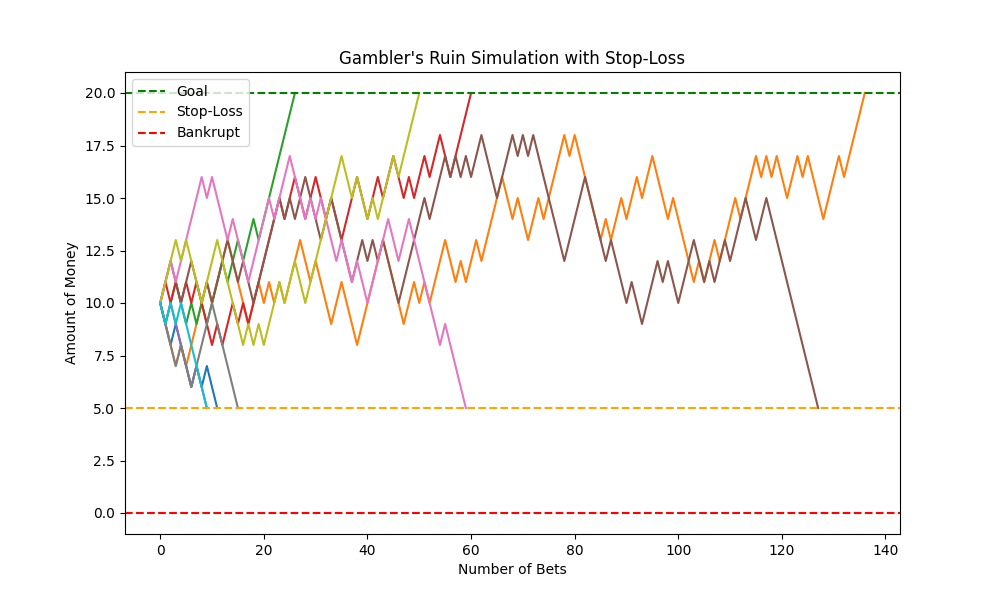 Gambler's Ruin Simulation with Stop-Loss
Goal
Stop-Loss
Bankrupt
Amount of Money
20.0
17.5
15.0
12.5
10.0
7.5
5.0
2.5
0.0
0
20
40
60
80
100
120
140
Number of Bets